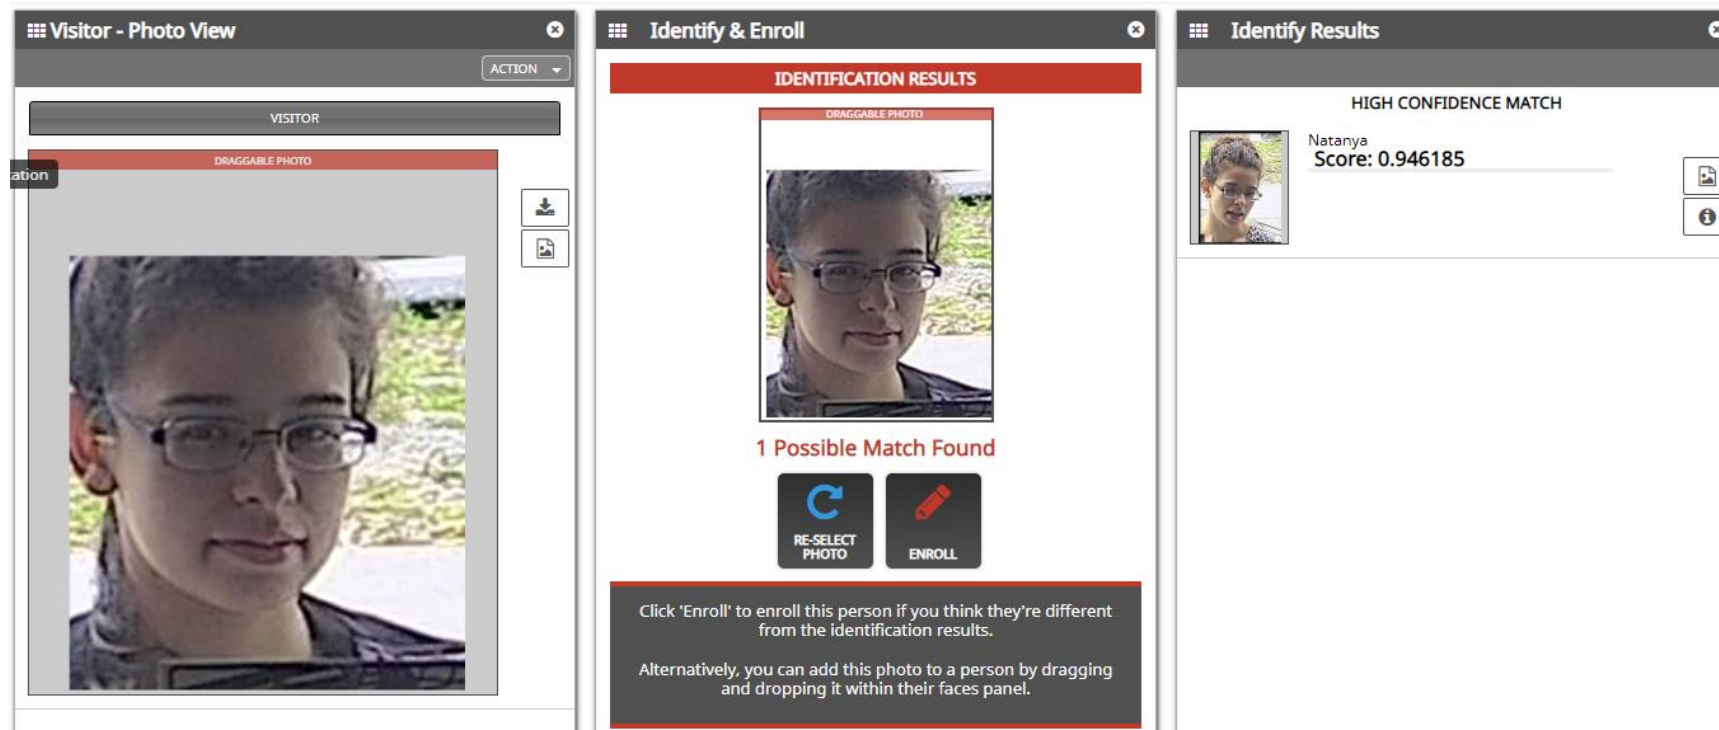 Visitor - Photo View
ACTION
VISITOR
DRAGGABLE PHOTO
ation
Identify & Enroll
IDENTIFICATION RESULTS
DRAGGABLE PHOTO
1 Possible Match Found
RE-SELECT
PHOTO
ENROLL
Click 'Enroll' to enroll this person if you think they're different
from the identification results.
Alternatively, you can add this photo to a person by dragging
and dropping it within their faces panel.
Identify Results
HIGH CONFIDENCE MATCH
Natanya
Score: 0.946185